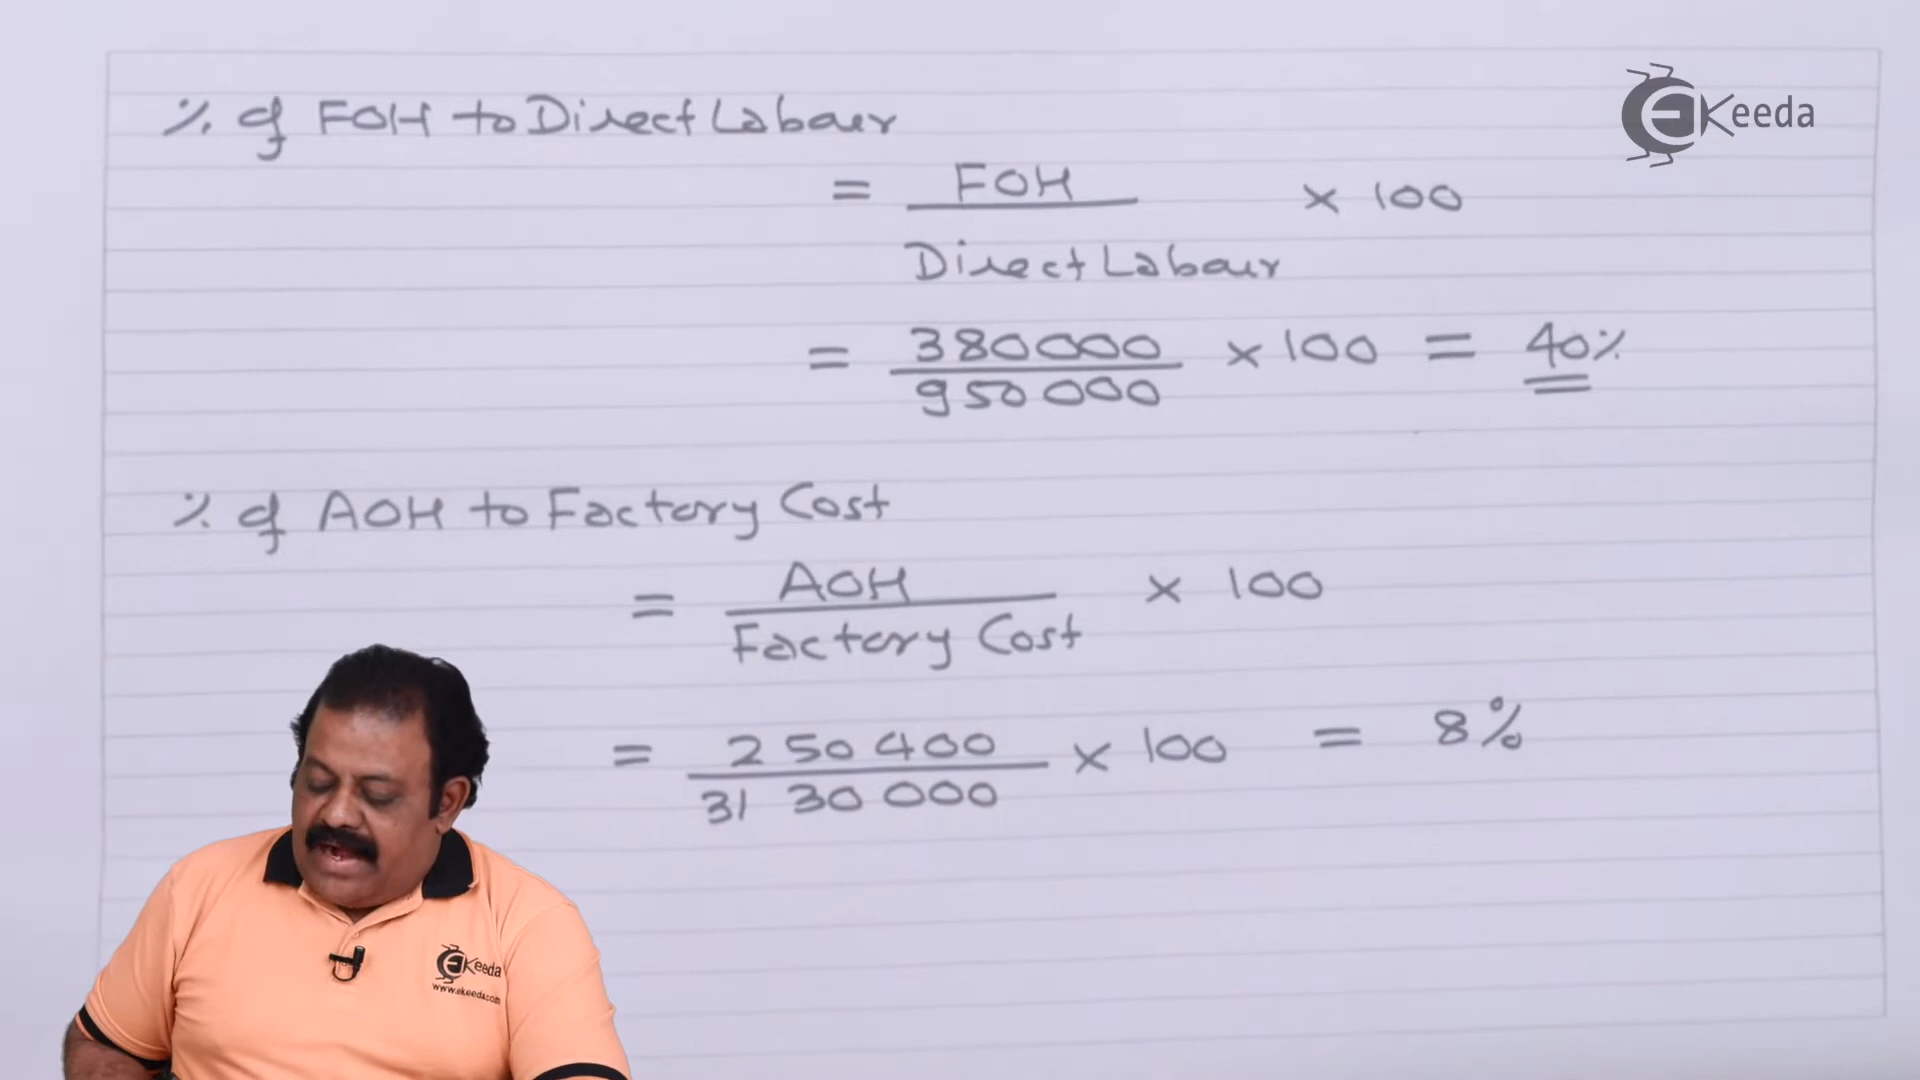 % of FOH to Direct Labour
= FOH / Direct Labour × 100
= 380000 / 950000 × 100 = 40%
% of AOH to Factory Cost
= AOH / Factory Cost × 100
= 250400 / 3130000 × 100 = 8%
EKeeda
EKeeda
www.ekeeda.com